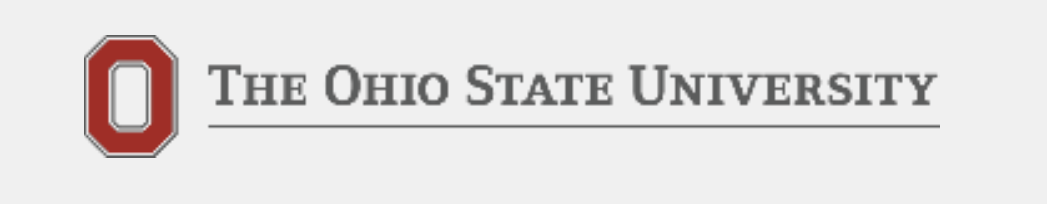 O THE OHIO STATE UNIVERSITY